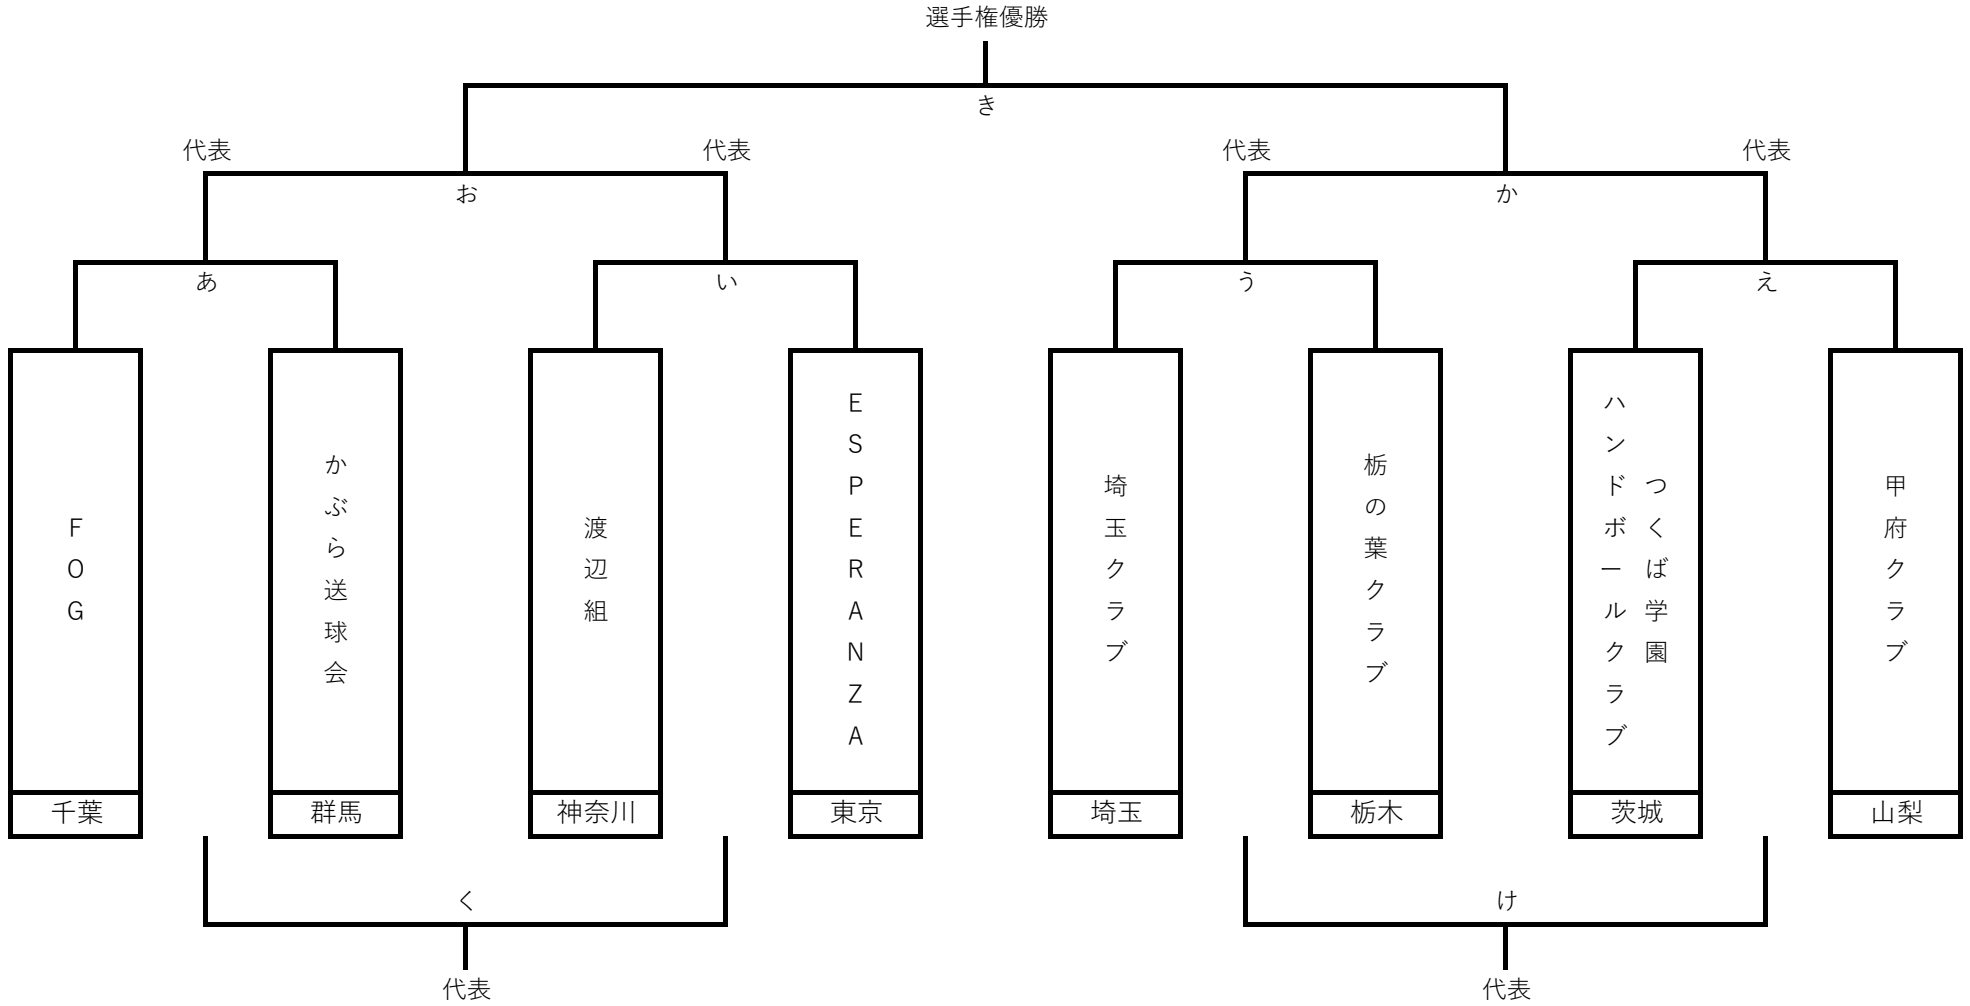 選手権優勝
き
代表
代表
代表
代表
お
か
あ
い
う
え
FOG
かぶら送球会
渡辺組
ESPERANZA
埼玉クラブ
栃の葉クラブ
つくば学園
ハンドボールクラブ
甲府クラブ
千葉
群馬
神奈川
東京
埼玉
栃木
茨城
山梨
く
け
代表
代表